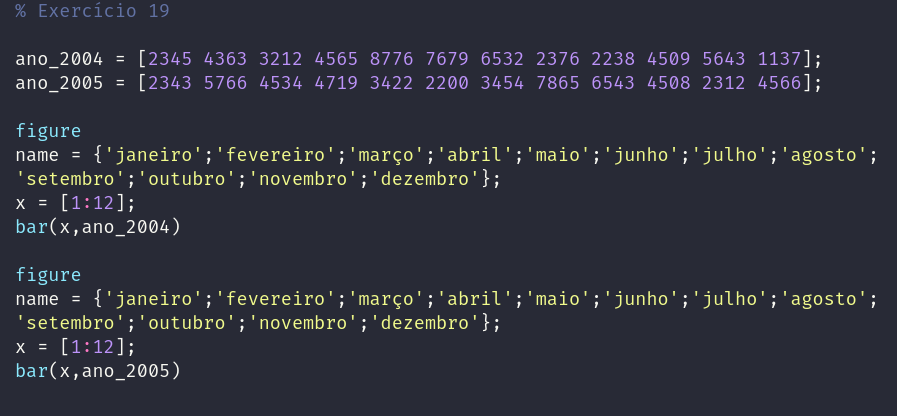 % Exercício 19
ano_2004 = [2345 4363 3212 4565 8776 7679 6532 2376 2238 4509 5643 1137];
ano_2005 = [2343 5766 4534 4719 3422 2200 3454 7865 6543 4508 2312 4566];
figure
name = {'janeiro';'fevereiro';'março';'abril';'maio';'junho';'julho';'agosto';
'setembro';'outubro';'novembro';'dezembro'};
x = [1:12];
bar(x,ano_2004)
figure
name = {'janeiro';'fevereiro';'março';'abril';'maio';'junho';'julho';'agosto';
'setembro';'outubro';'novembro';'dezembro'};
x = [1:12];
bar(x,ano_2005)